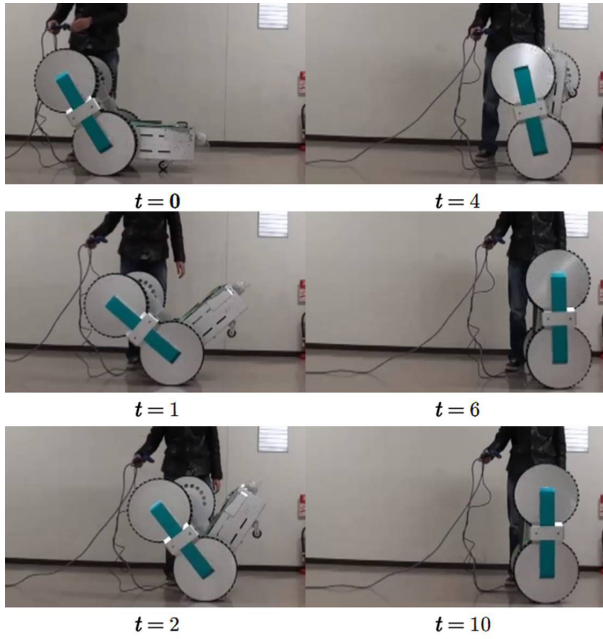 t = 0
t = 4
t = 1
t = 6
t = 2
t = 10